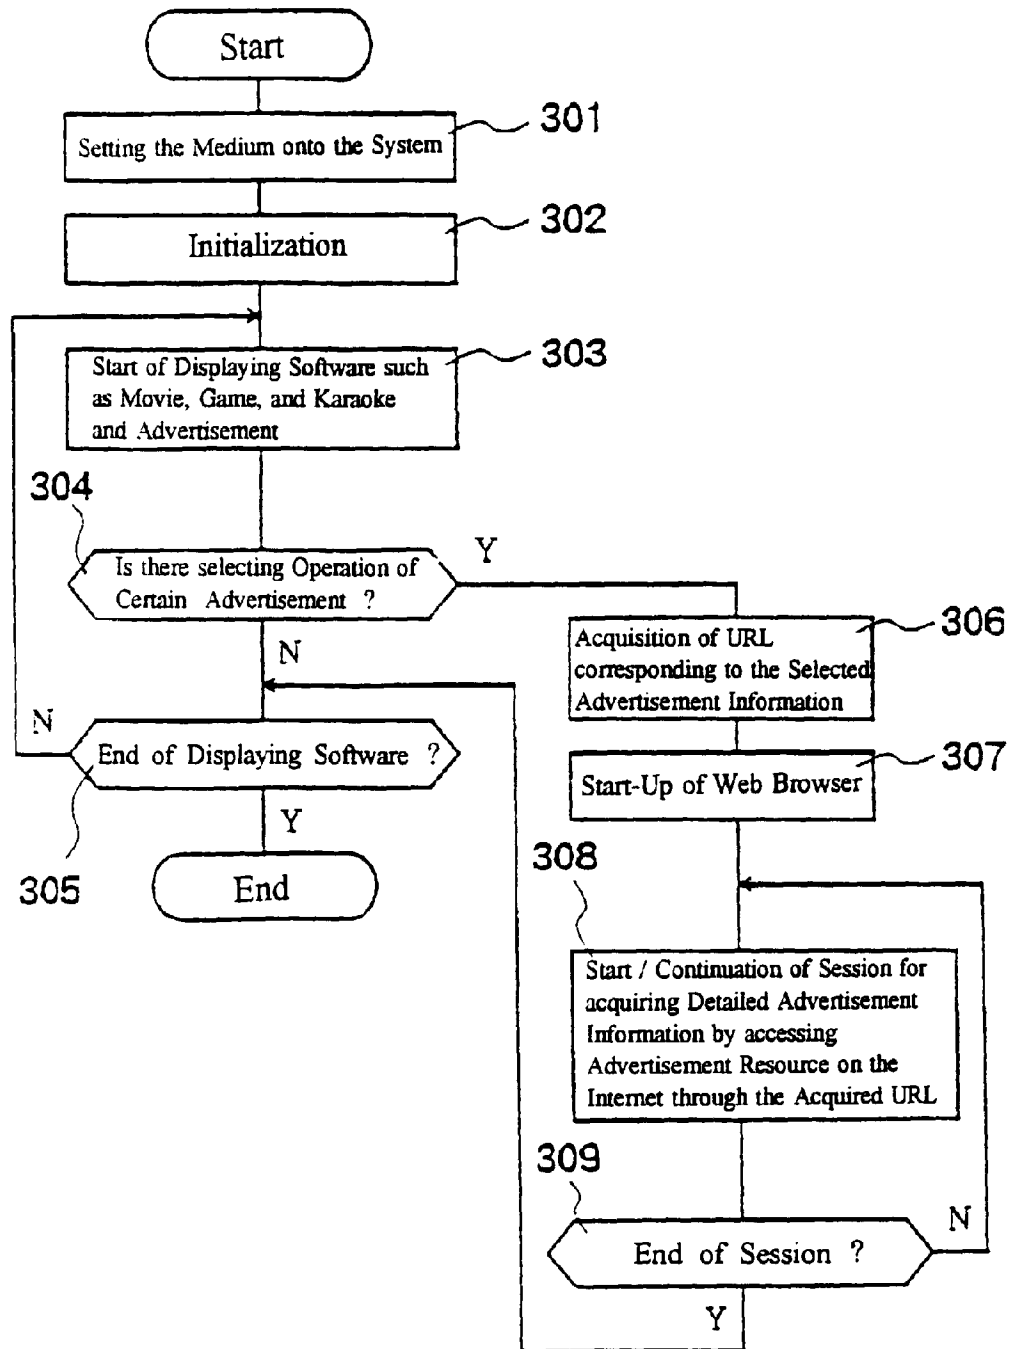 Start
301
Setting the Medium onto the System
302
Initialization
303
Start of Displaying Software such
as Movie, Game, and Karaoke
and Advertisement
304
Is there selecting Operation of
Certain Advertisement ?
Y
N
306
Acquisition of URL
corresponding to the Selected
Advertisement Information
N
End of Displaying Software ?
305
Y
End
307
Start-Up of Web Browser
308
Start / Continuation of Session for
acquiring Detailed Advertisement
Information by accessing
Advertisement Resource on the
Internet through the Acquired URL
309
End of Session ?
N
Y